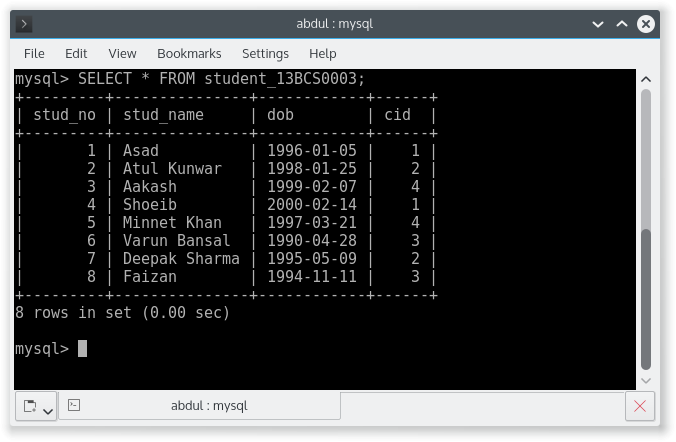 abdul : mysql
File Edit View Bookmarks Settings Help
mysql> SELECT * FROM student_13BCS0003;
+---------+---------------+------------+------+
| stud_no | stud_name     | dob        | cid  |
+---------+---------------+------------+------+
|       1 | Asad          | 1996-01-05 |    1 |
|       2 | Atul Kunwar   | 1998-01-25 |    2 |
|       3 | Aakash        | 1999-02-07 |    4 |
|       4 | Shoeib        | 2000-02-14 |    1 |
|       5 | Minnet Khan   | 1997-03-21 |    4 |
|       6 | Varun Bansal  | 1990-04-28 |    3 |
|       7 | Deepak Sharma | 1995-05-09 |    2 |
|       8 | Faizan        | 1994-11-11 |    3 |
+---------+---------------+------------+------+
8 rows in set (0.00 sec)
mysql>
abdul : mysql